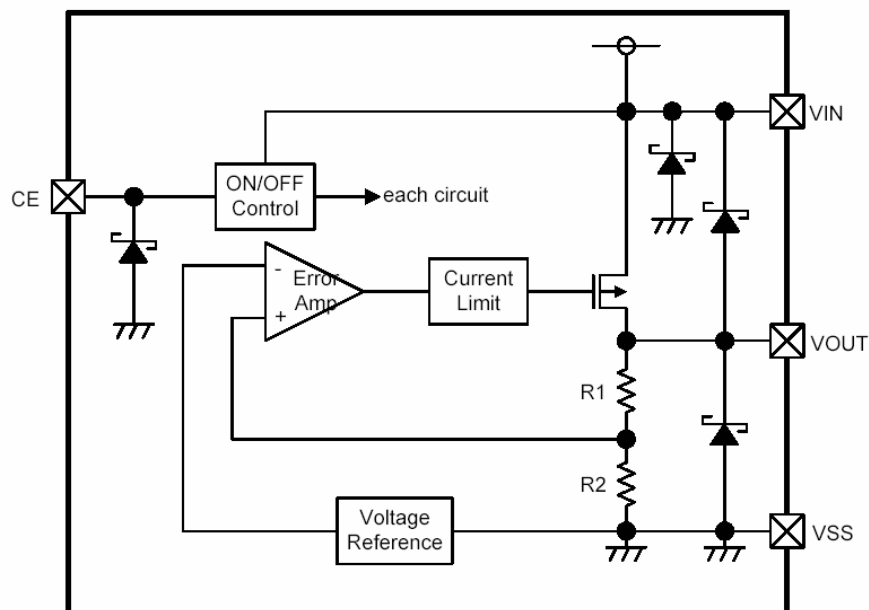 VIN
CE
ON/OFF
Control
each circuit
-
Error
Amp
+
Current
Limit
VOUT
R1
R2
Voltage
Reference
VSS